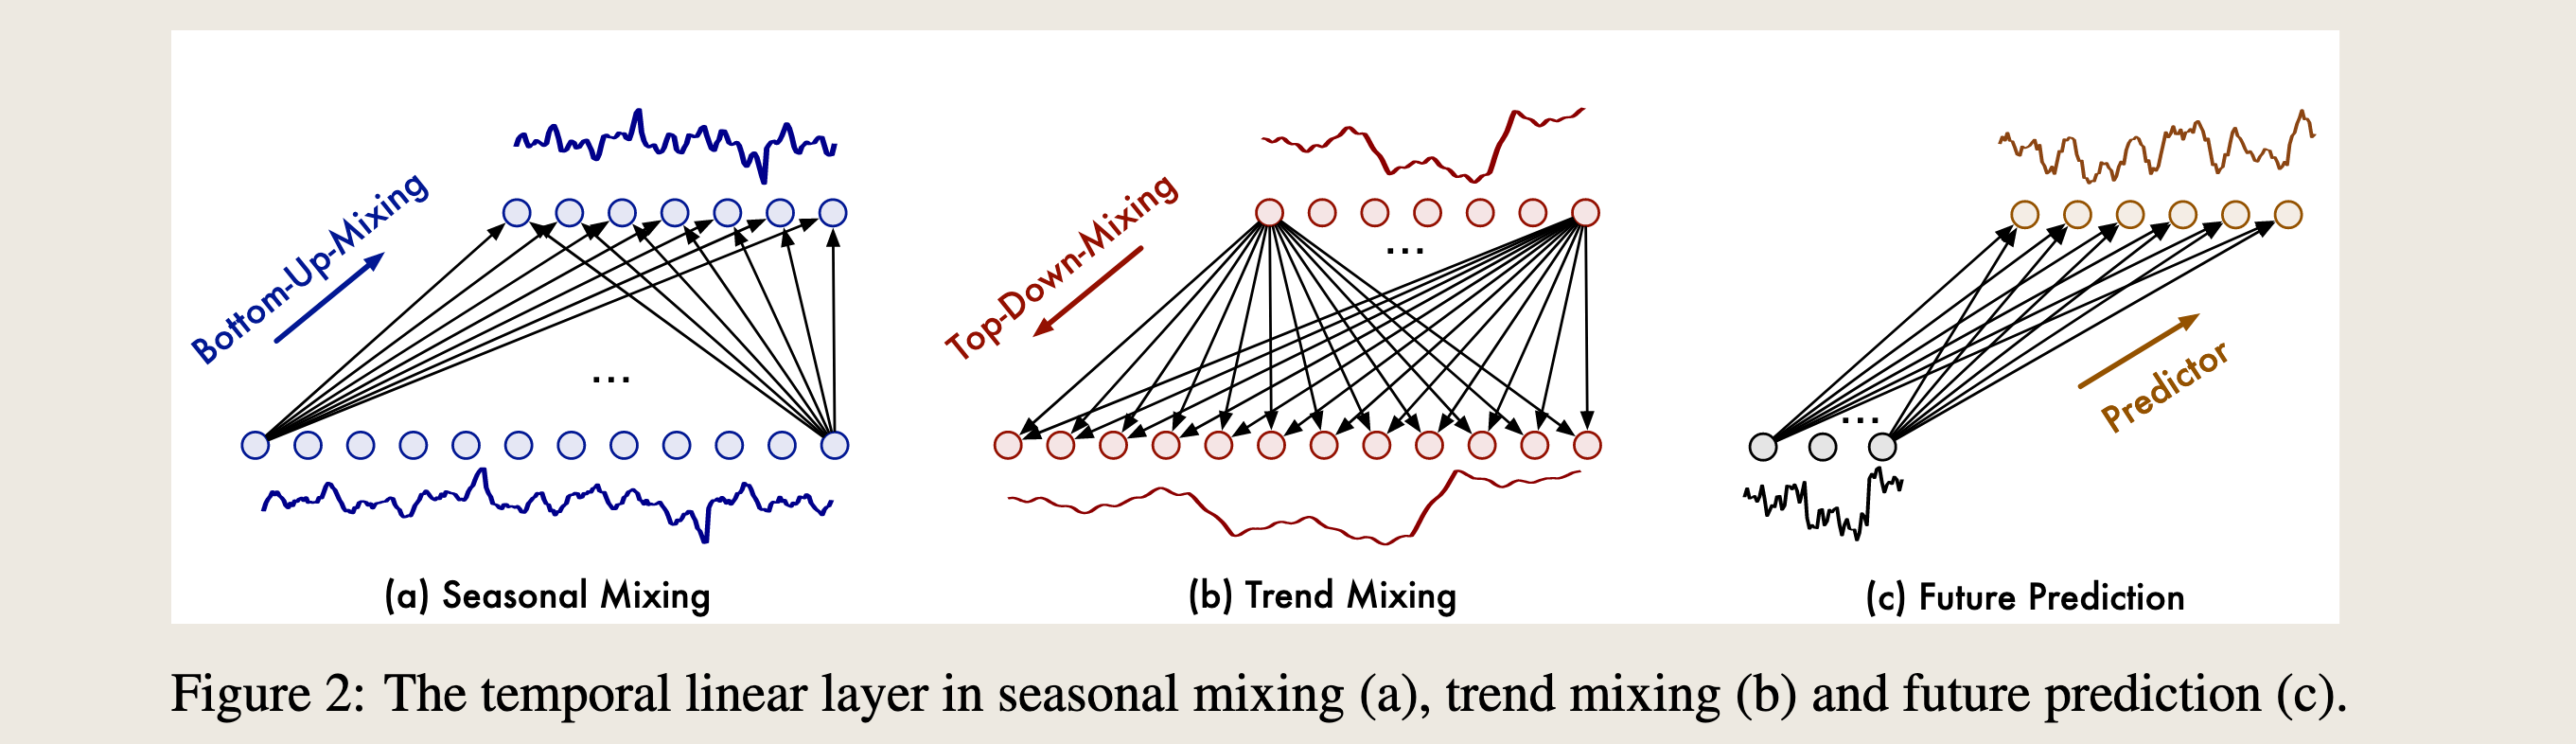 Bottom-Up-Mixing
...
(a) Seasonal Mixing
Top-Down-Mixing
...
(b) Trend Mixing
...
Predictor
(c) Future Prediction
Figure 2: The temporal linear layer in seasonal mixing (a), trend mixing (b) and future prediction (c).